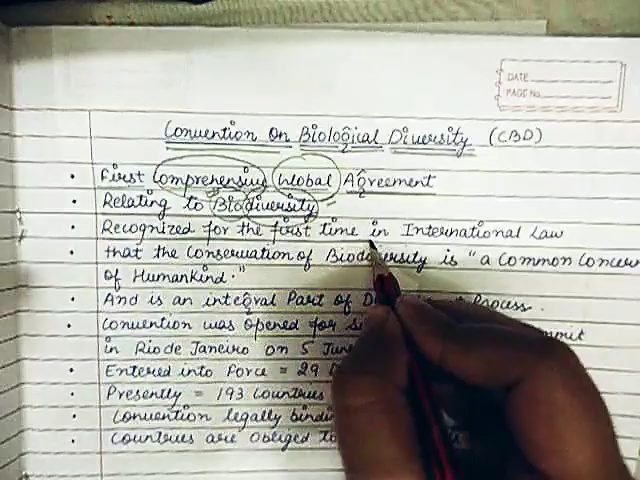 DATE
PAGE No.
Convention On Biological Diversity (CBD)
• First Comprehensive Global Agreement
• Relating to Biodiversity
• Recognized for the first time in International Law
• that the Conservation of Biodiversity is "a Common Concern
of Humankind."
• And is an integral Part of Process.
• Convention was opened for
in Rio de Janeiro on 5 June
• Entered into Force = 29
• Presently = 193 Countries
• Convention legally
• Countries are obliged to